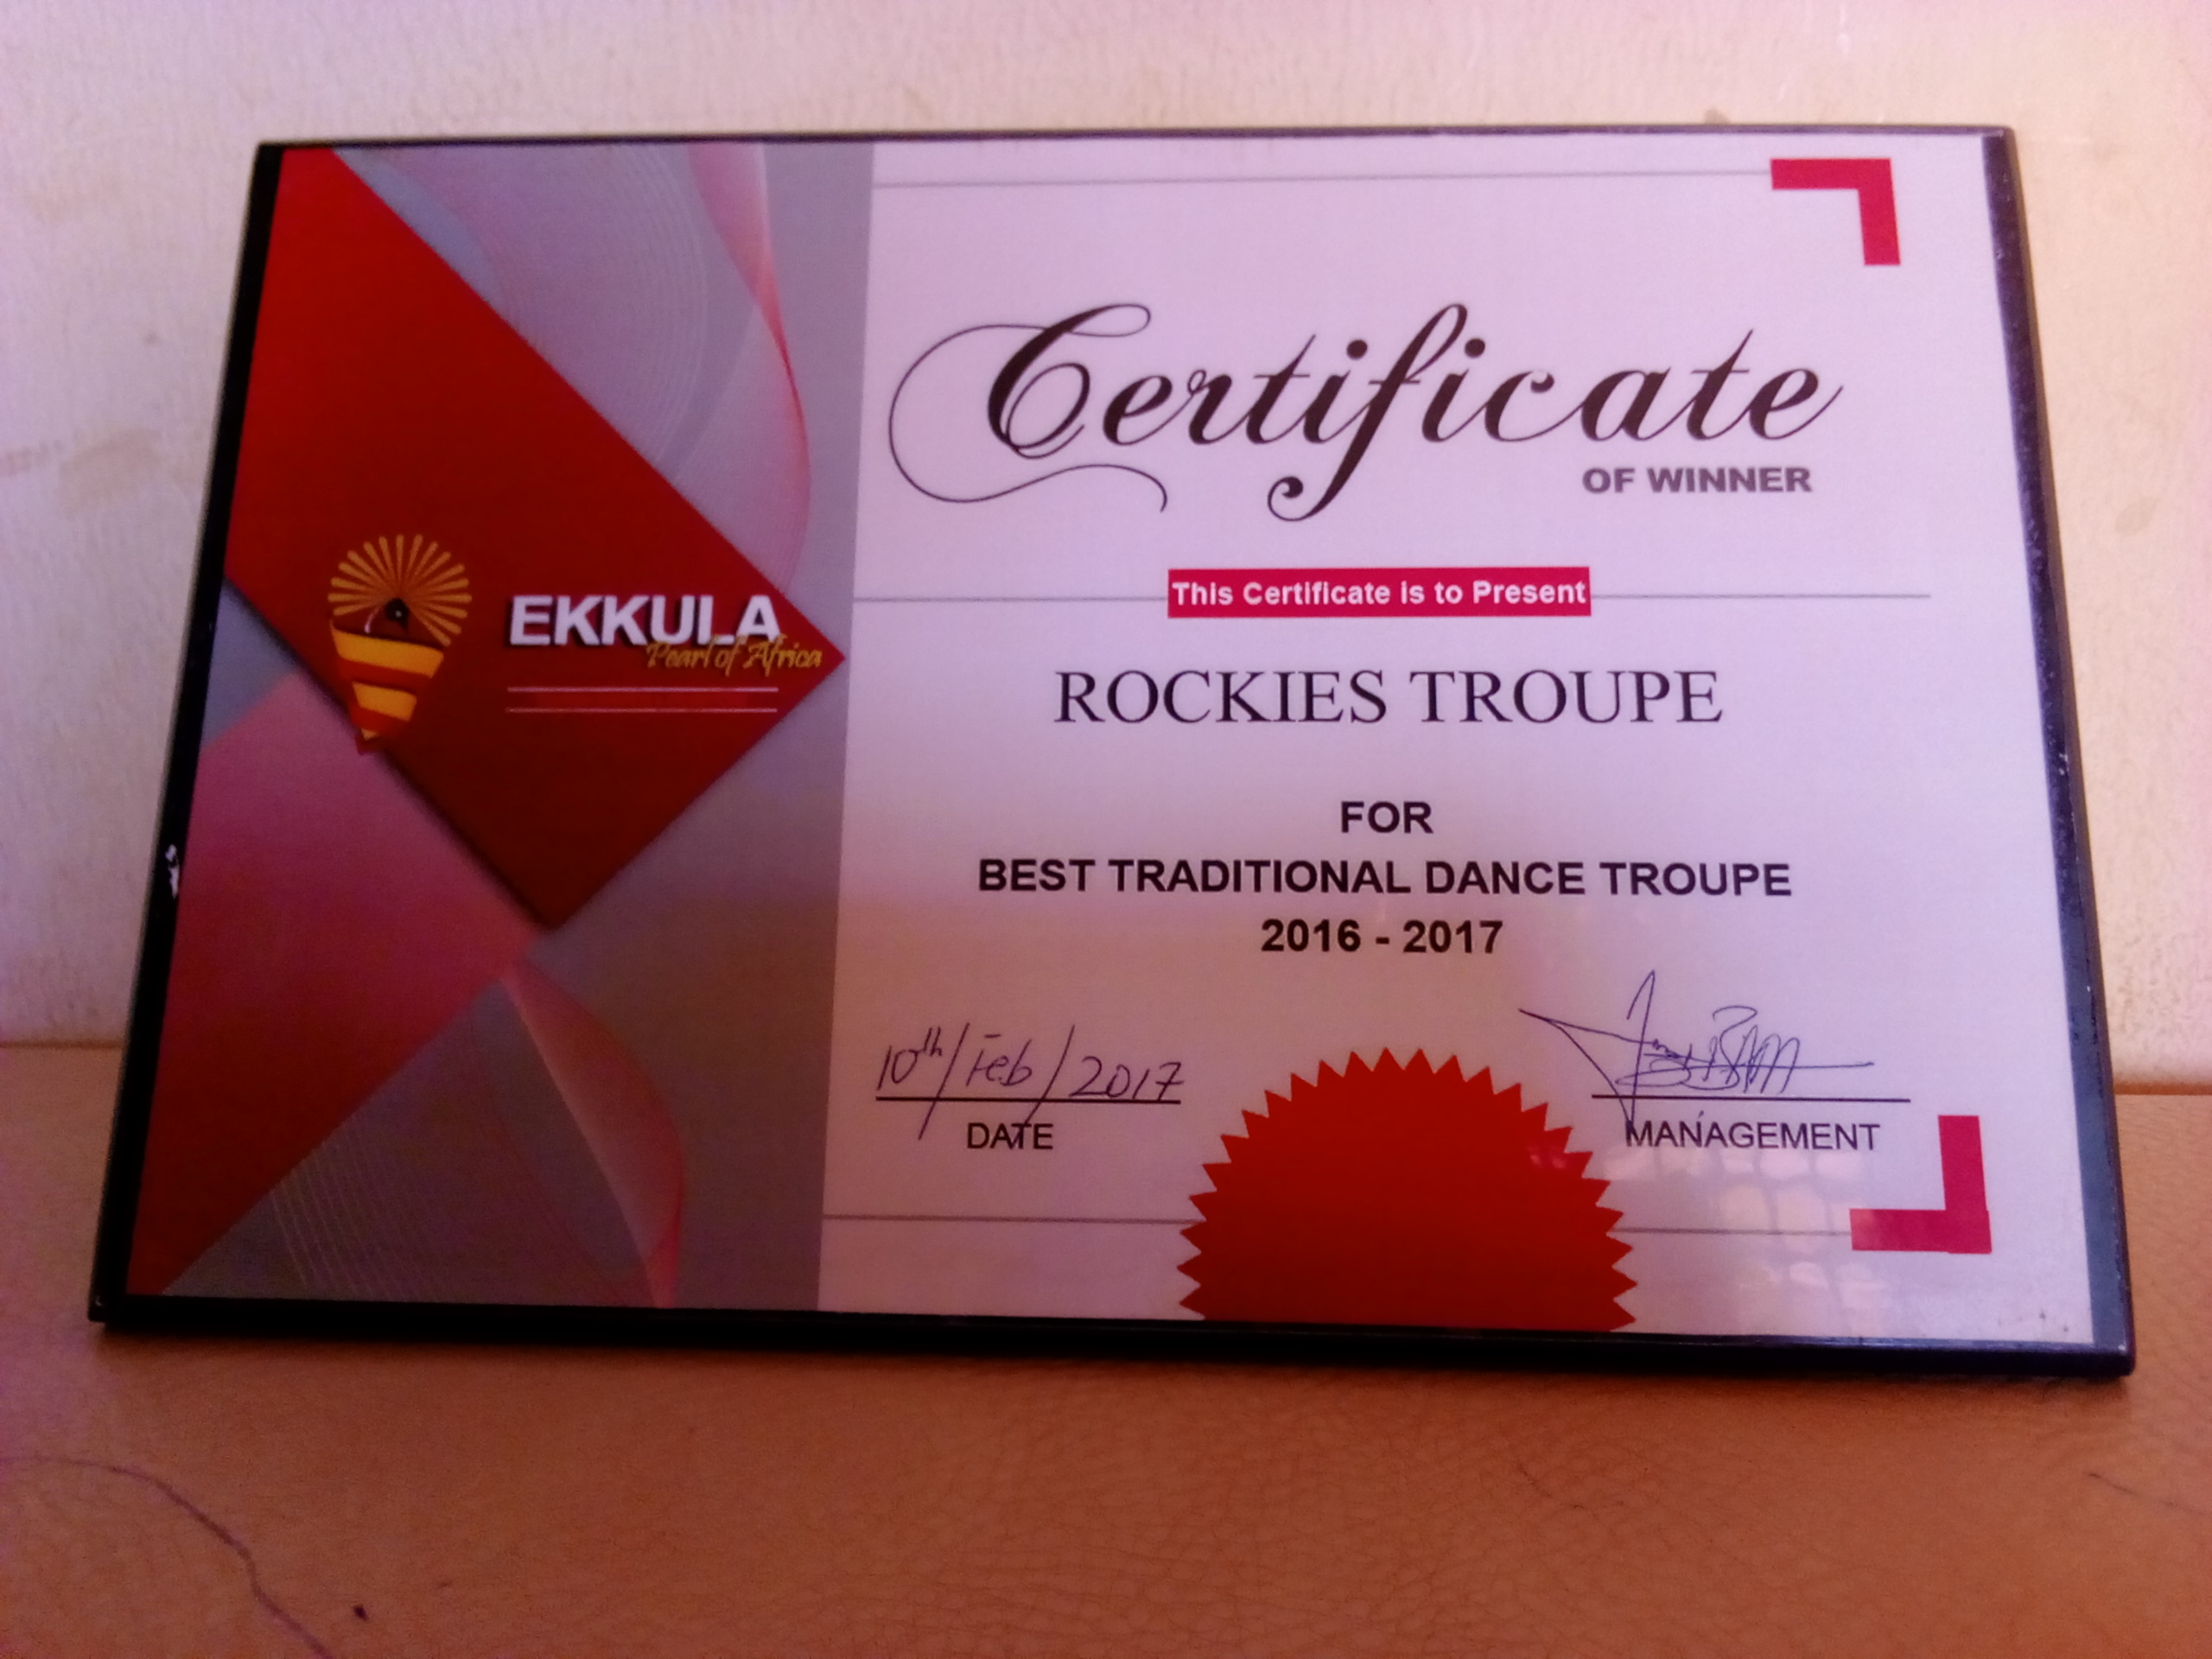 EKKULA
Pearl of Africa
Certificate
OF WINNER
This Certificate is to Present
ROCKIES TROUPE
FOR
BEST TRADITIONAL DANCE TROUPE
2016 - 2017
10th/Feb/2017
DATE
MANAGEMENT